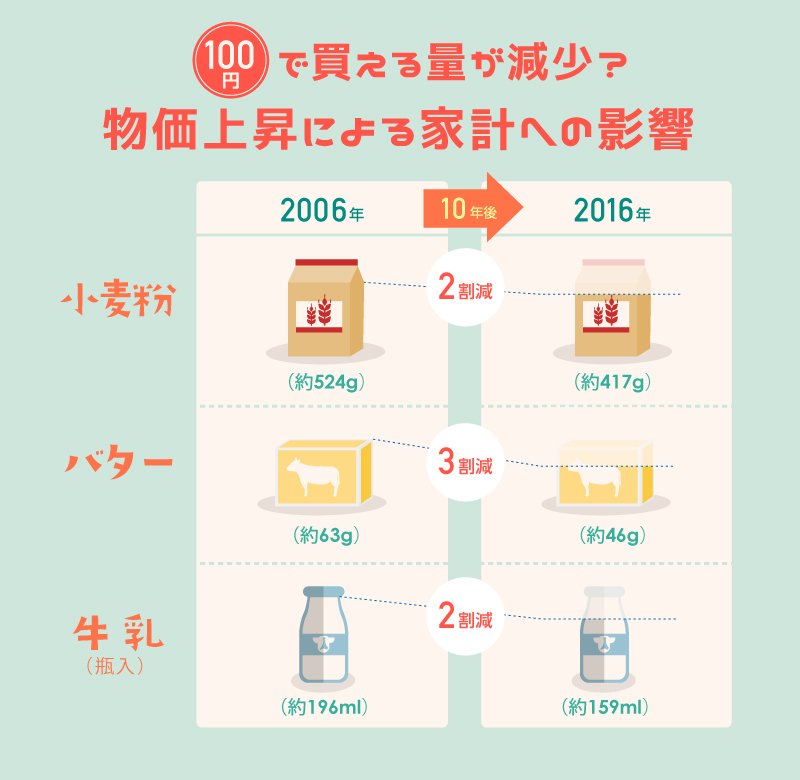 100円で買える量が減少?
物価上昇による家計への影響
2006年
10年後
2016年
小麦粉
2割減
(約524g)
(約417g)
バター
3割減
(約63g)
(約46g)
牛乳
(瓶入)
2割減
(約196ml)
(約159ml)